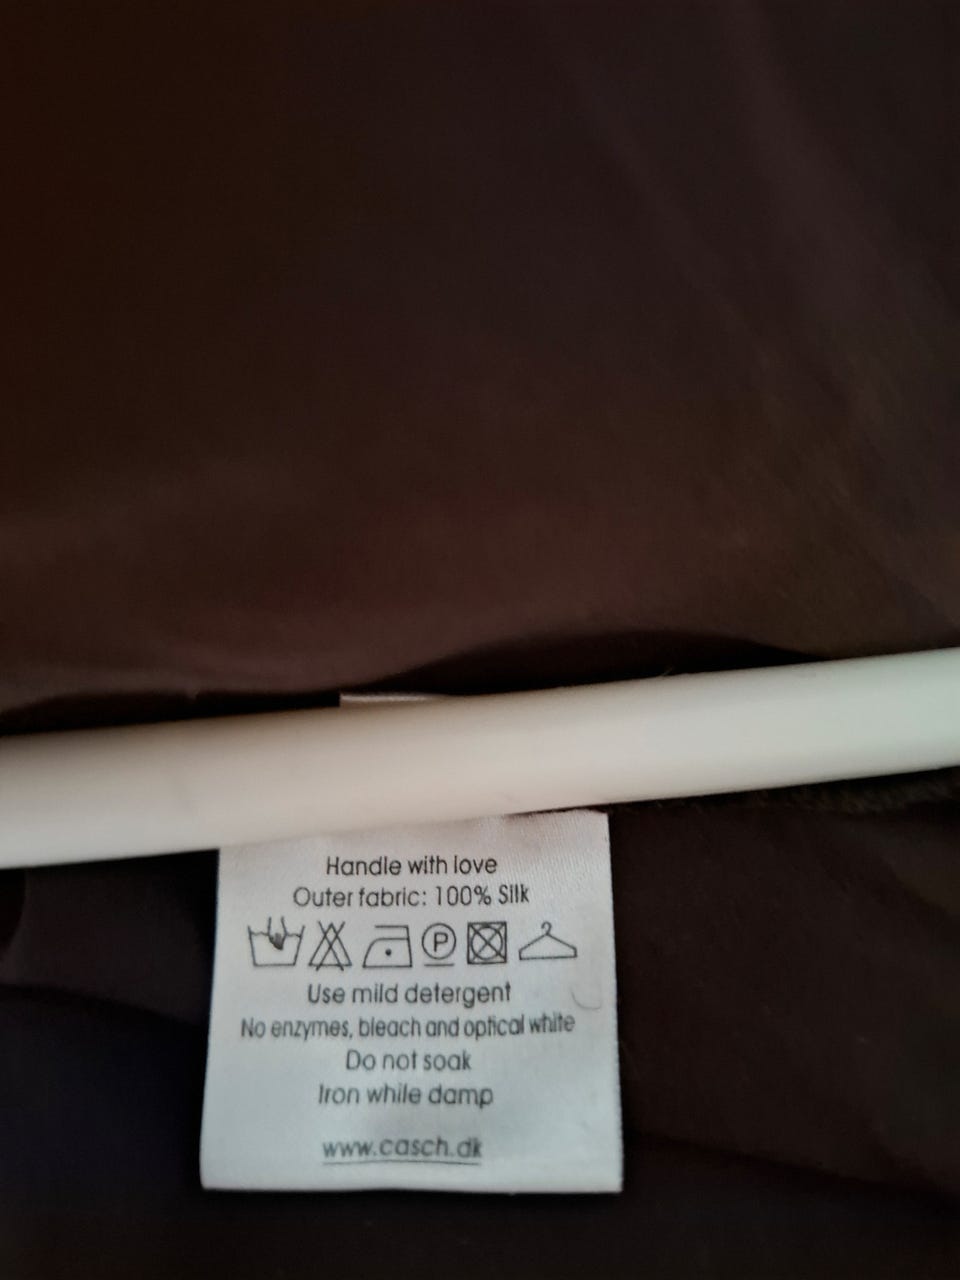 Handle with love
Outer fabric: 100% Silk
P
Use mild detergent
No enzymes, bleach and optical white
Do not soak
Iron while damp
www.casch.dk